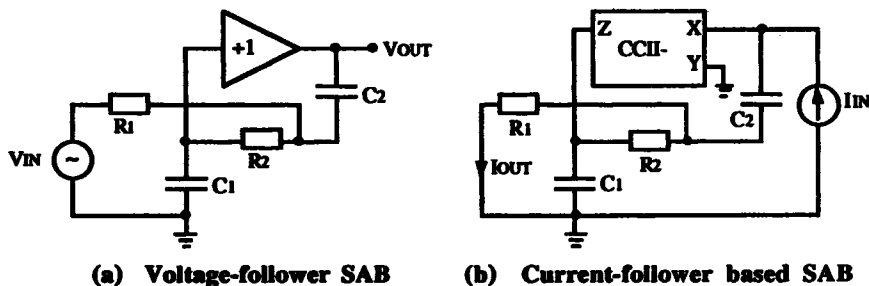 +1
VOUT
C2
R1
R2
VIN
C1
(a) Voltage-follower SAB
Z
X
CCII-
Y
R1
C2
IIN
R2
IOUT
C1
(b) Current-follower based SAB